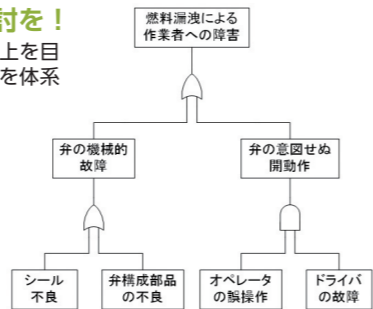 討を！
上を目
を体系
燃料漏洩による
作業者への障害
弁の機械的
故障
弁の意図せぬ
開動作
シール
不良
弁構成部品
の不良
オペレータ
の誤操作
ドライバ
の故障